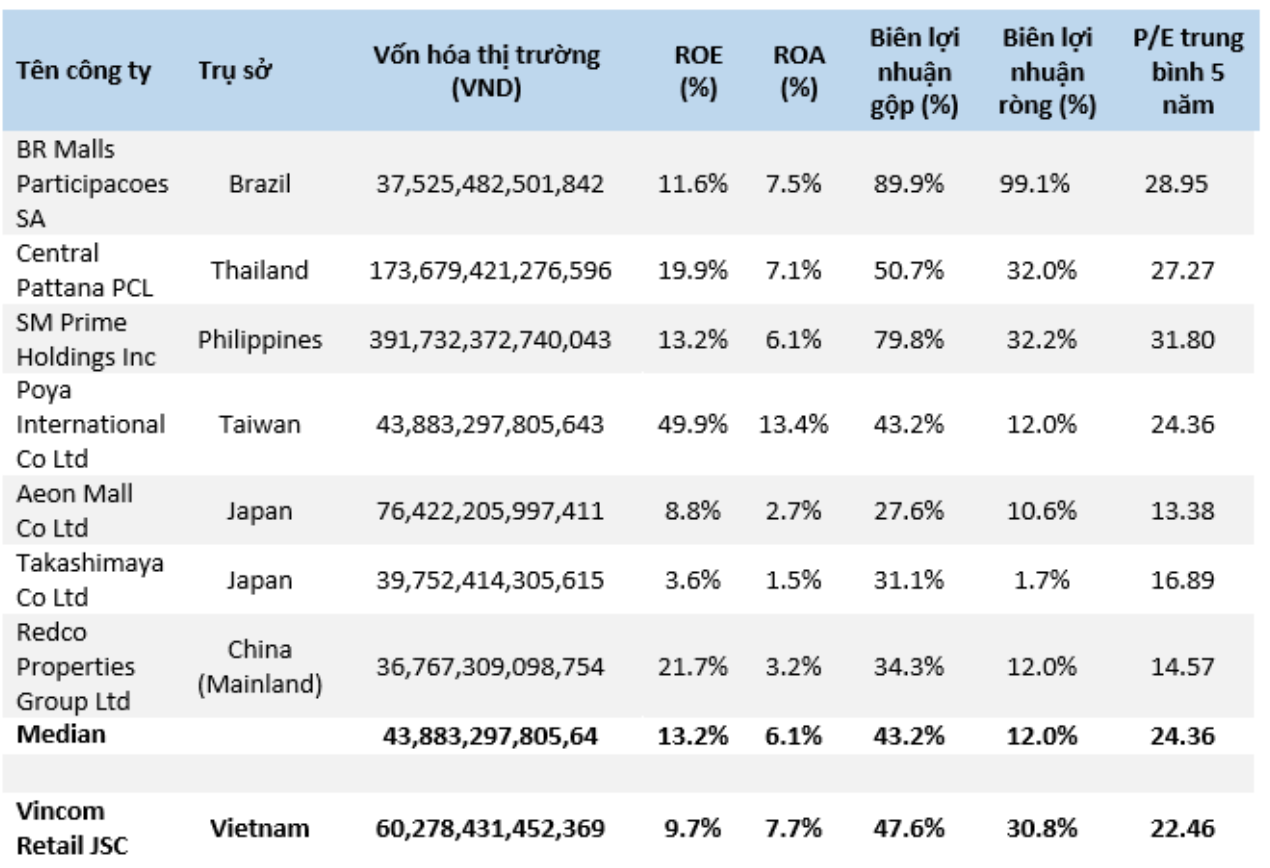 Tên công ty Trụ sở Vốn hóa thị trường (VND) ROE (%) ROA (%) Biên lợi nhuận gộp (%) Biên lợi nhuận ròng (%) P/E trung bình 5 năm
BR Malls Participacoes SA Brazil 37,525,482,501,842 11.6% 7.5% 89.9% 99.1% 28.95
Central Pattana PCL Thailand 173,679,421,276,596 19.9% 7.1% 50.7% 32.0% 27.27
SM Prime Holdings Inc Philippines 391,732,372,740,043 13.2% 6.1% 79.8% 32.2% 31.80
Poya International Co Ltd Taiwan 43,883,297,805,643 49.9% 13.4% 43.2% 12.0% 24.36
Aeon Mall Co Ltd Japan 76,422,205,997,411 8.8% 2.7% 27.6% 10.6% 13.38
Takashimaya Co Ltd Japan 39,752,414,305,615 3.6% 1.5% 31.1% 1.7% 16.89
Redco Properties Group Ltd China (Mainland) 36,767,309,098,754 21.7% 3.2% 34.3% 12.0% 14.57
Median 43,883,297,805,64 13.2% 6.1% 43.2% 12.0% 24.36
Vincom Retail JSC Vietnam 60,278,431,452,369 9.7% 7.7% 47.6% 30.8% 22.46